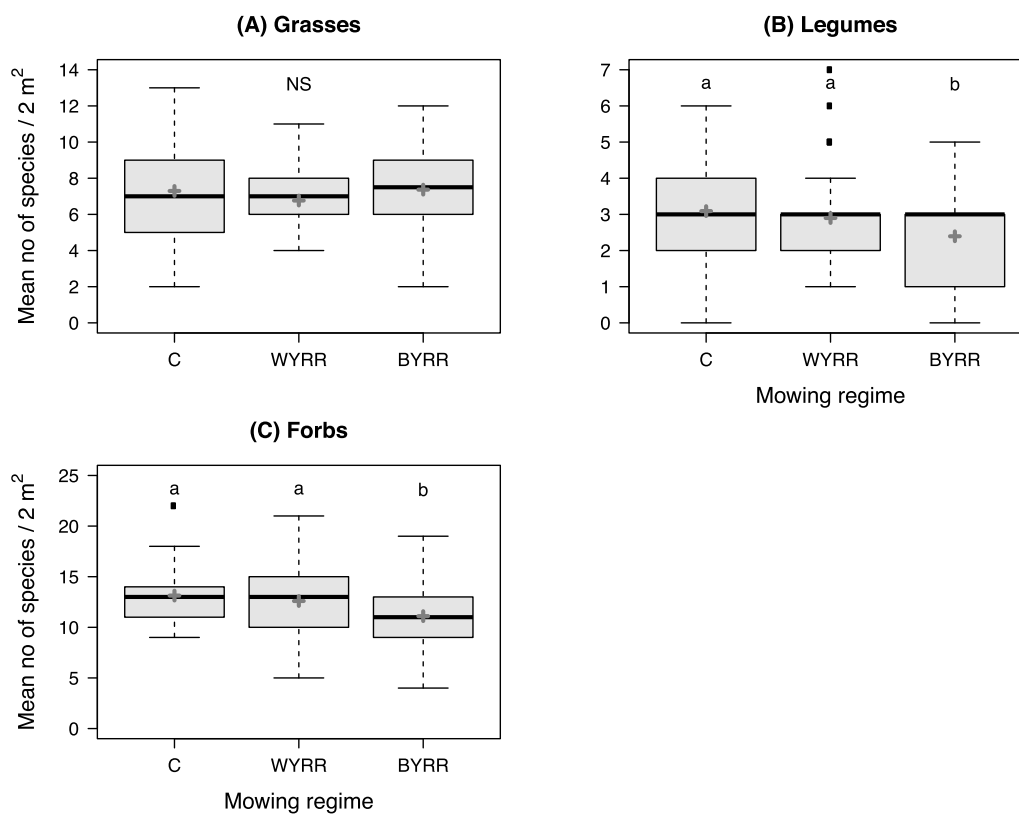 (A) Grasses
Mean no of species / 2 m²
14
12
10
8
6
4
2
0
NS
C WYRR BYRR
(B) Legumes
7
6
5
4
3
2
1
0
a a b
C WYRR BYRR
Mowing regime
(C) Forbs
Mean no of species / 2 m²
25
20
15
10
5
0
a a b
C WYRR BYRR
Mowing regime